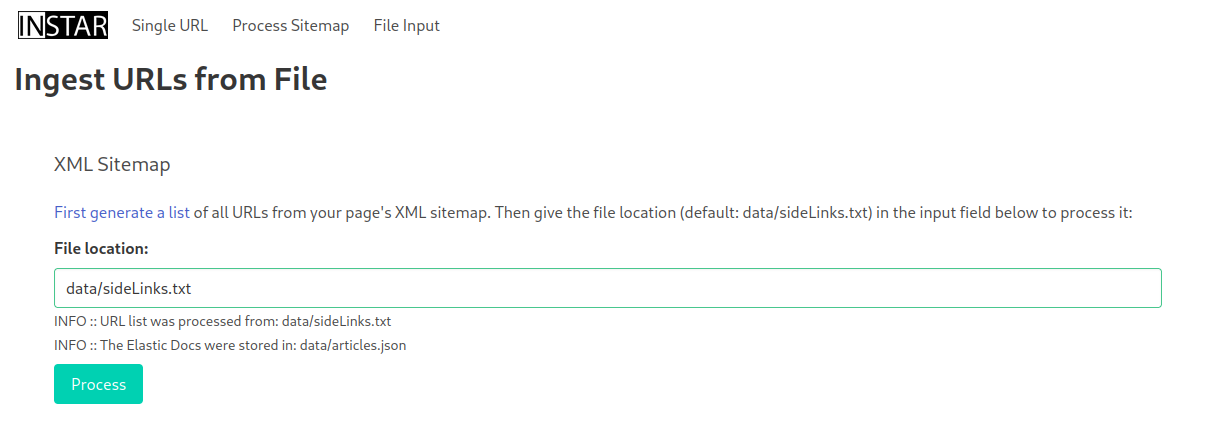 INSTAR Single URL Process Sitemap File Input
Ingest URLs from File
XML Sitemap
First generate a list of all URLs from your page's XML sitemap. Then give the file location (default: data/sideLinks.txt) in the input field below to process it:
File location:
data/sideLinks.txt
INFO :: URL list was processed from: data/sideLinks.txt
INFO :: The Elastic Docs were stored in: data/articles.json
Process